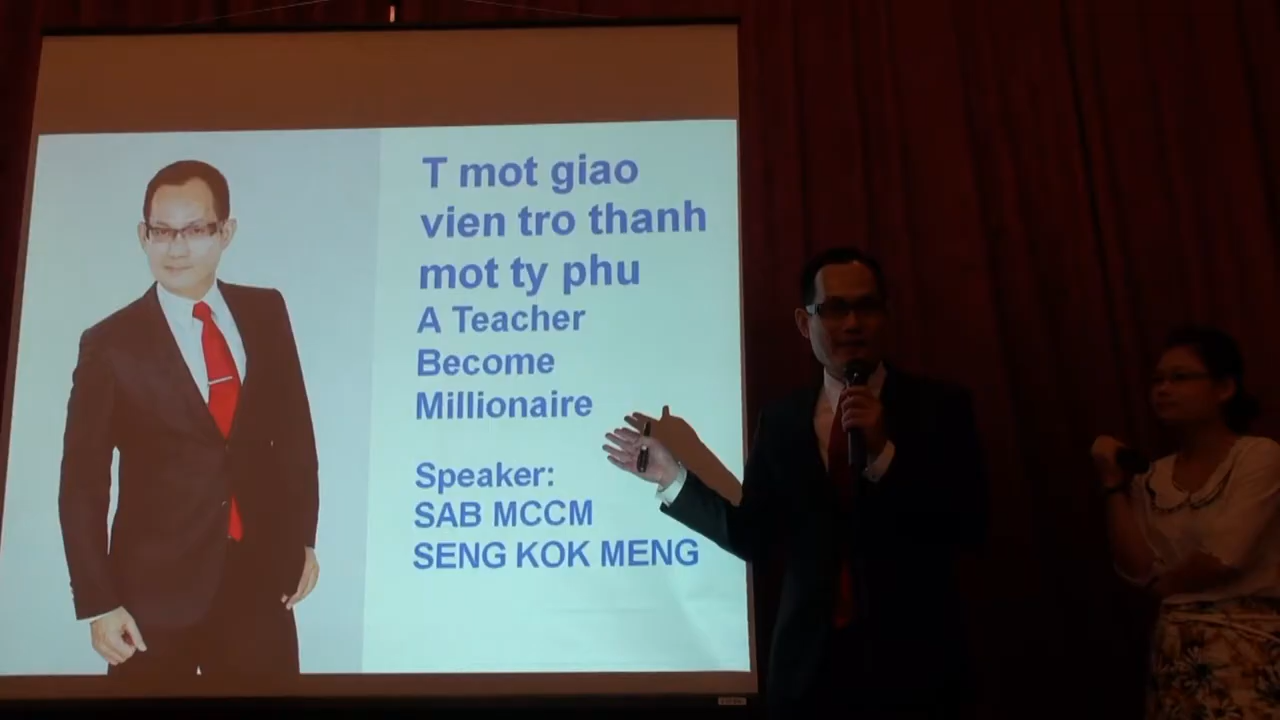 T mot giao
vien tro thanh
mot ty phu
A Teacher
Become
Millionaire
Speaker:
SAB MCCM
SENG KOK MENG